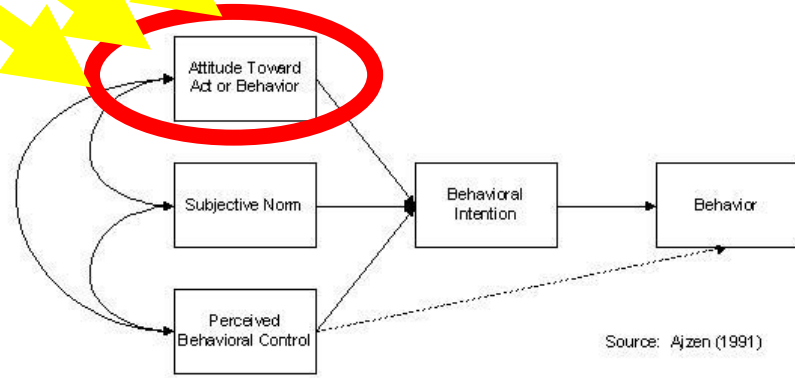 Attitude Toward
Act or Behavior
Subjective Norm
Behavioral
Intention
Behavior
Perceived
Behavioral Control
Source: Ajzen (1991)